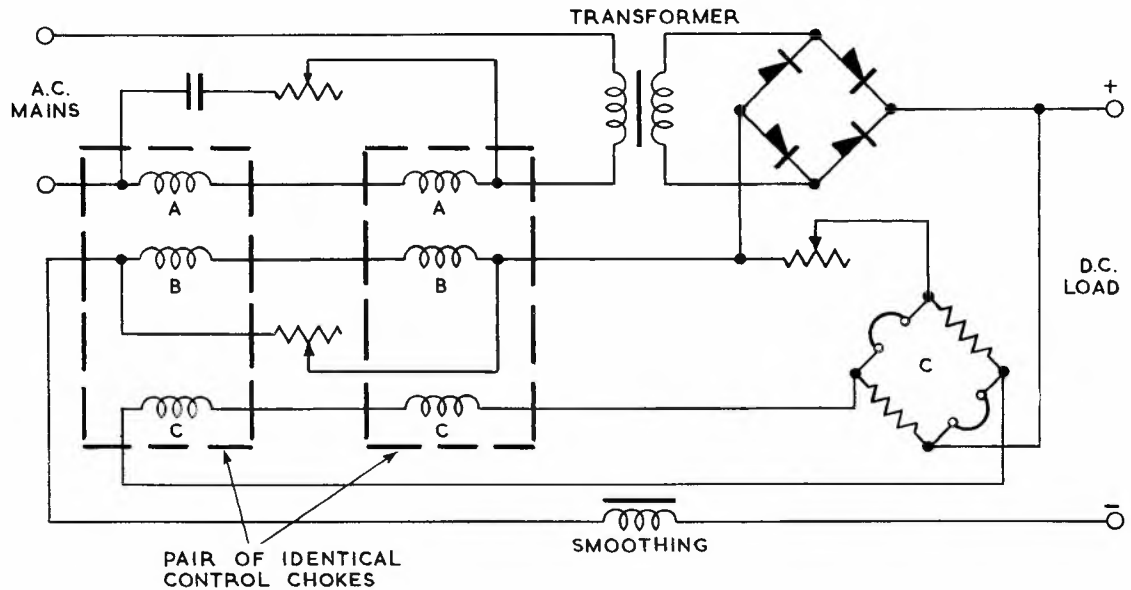 TRANSFORMER
A.C.
MAINS
+
A
A
B
B
D.C.
LOAD
C
C
C
–
SMOOTHING
PAIR OF IDENTICAL
CONTROL CHOKES